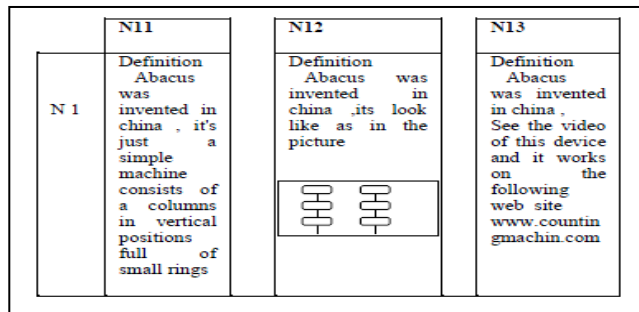 N11
N12
N13
N 1
Definition
Abacus
was
invented in
china , it's
just a
simple
machine
consists of
a columns
in vertical
positions
full of
small rings
Definition
Abacus was
invented in
china ,its look
like as in the
picture
Definition
Abacus
was invented
in china ,
See the video
of this device
and it works
on the
following
web site
www.countin
gmachin.com